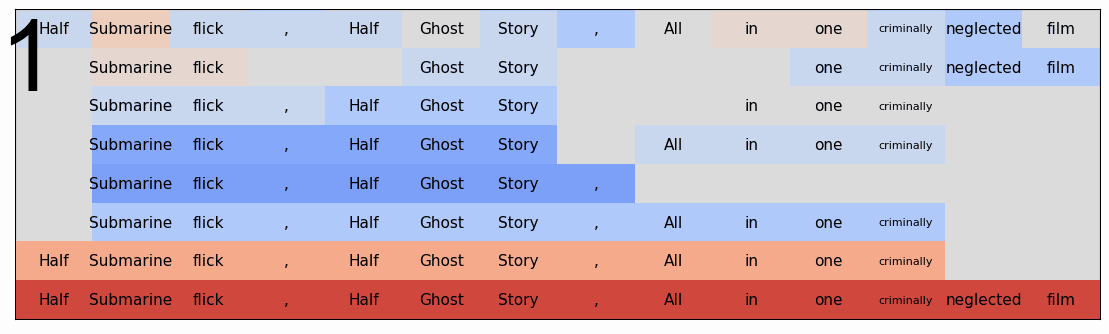 1
Half Submarine flick , Half Ghost Story , All in one criminally neglected film
Submarine flick Ghost Story one criminally neglected film
Submarine flick , Half Ghost Story in one criminally
Submarine flick , Half Ghost Story All in one criminally
Submarine flick , Half Ghost Story ,
Submarine flick , Half Ghost Story , All in one criminally
Half Submarine flick , Half Ghost Story , All in one criminally
Half Submarine flick , Half Ghost Story , All in one criminally neglected film